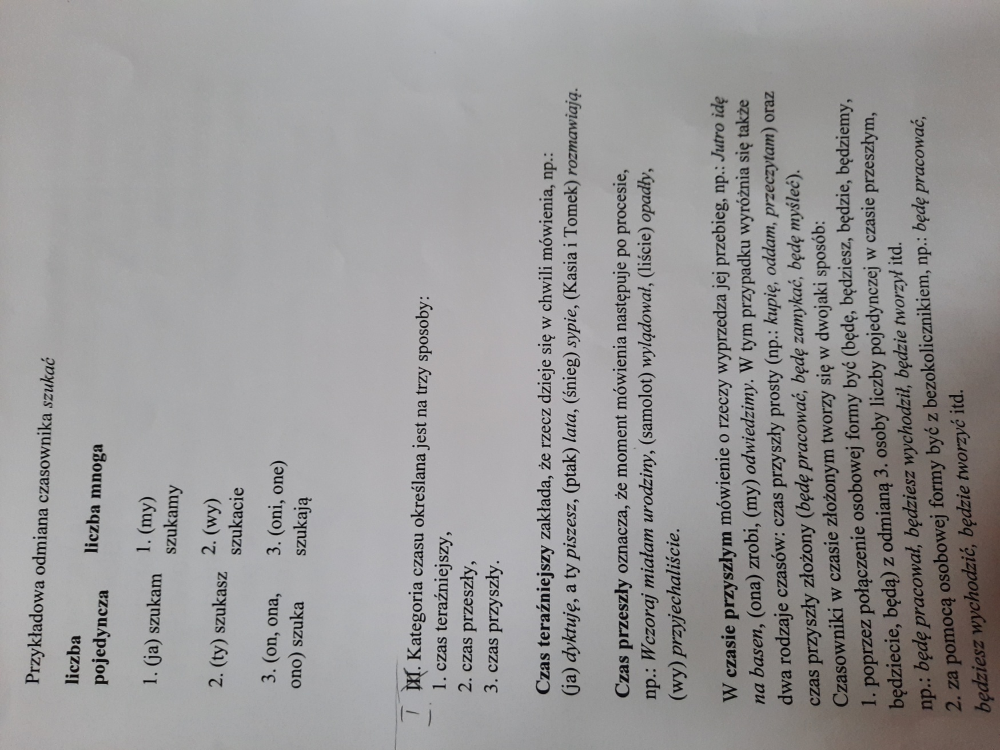 Przykładowa odmiana czasownika szukać
liczba
pojedyncza liczba mnoga
1. (ja) szukam 1. (my)
szukamy
2. (ty) szukasz 2. (wy)
szukacie
3. (on, ona, 3. (oni, one)
ono) szuka szukają
I III. Kategoria czasu określana jest na trzy sposoby:
1. czas teraźniejszy,
2. czas przeszły,
3. czas przyszły.
Czas teraźniejszy zakłada, że rzecz dzieje się w chwili mówienia, np.:
(ja) dyktuję, a ty piszesz, (ptak) lata, (śnieg) sypie, (Kasia i Tomek) rozmawiają.
Czas przeszły oznacza, że moment mówienia następuje po procesie,
np.: Wczoraj miałam urodziny, (samolot) wylądował, (liście) opadły,
(wy) przyjechaliście.
W czasie przyszłym mówienie o rzeczy wyprzedza jej przebieg, np.: Jutro idę
na basen, (ona) zrobi, (my) odwiedzimy. W tym przypadku wyróżnia się także
dwa rodzaje czasów: czas przyszły prosty (np.: kupię, oddam, przeczytam) oraz
czas przyszły złożony (będę pracować, będę zamykać, będę myśleć).
Czasowniki w czasie złożonym tworzy się w dwojaki sposób:
1. poprzez połączenie osobowej formy być (będę, będziesz, będzie, będziemy,
będziecie, będą) z odmianą 3. osoby liczby pojedynczej w czasie przeszłym,
np.: będę pracował, będziesz wychodził, będzie tworzył itd.
2. za pomocą osobowej formy być z bezokolicznikiem, np.: będę pracować,
będziesz wychodzić, będzie tworzyć itd.